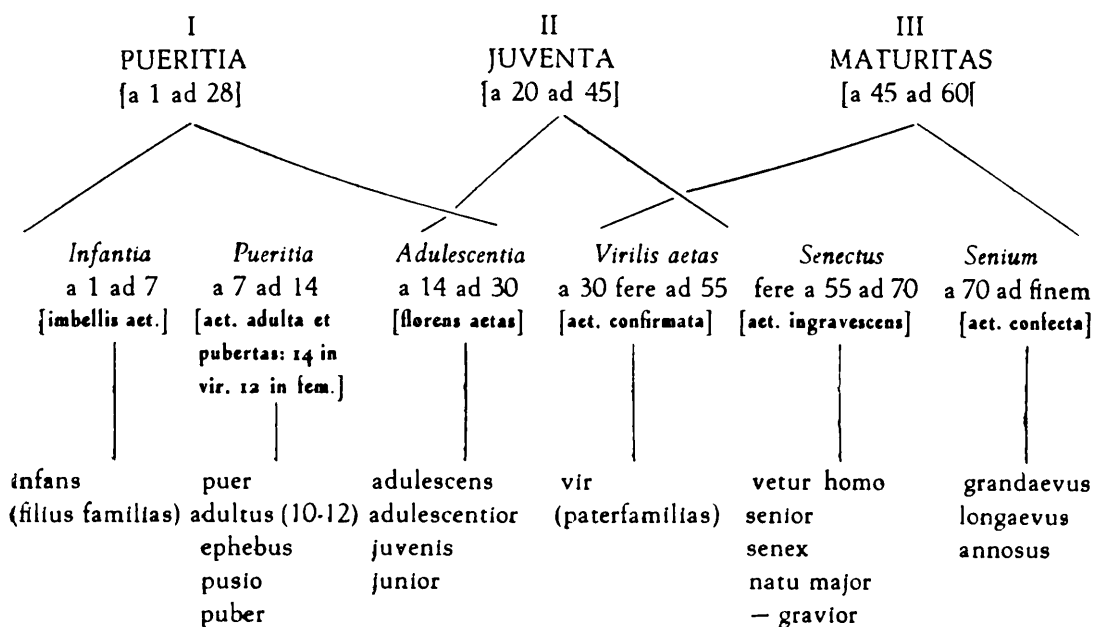 I II III
PUERITIA JUVENTA MATURITAS
[a 1 ad 28] [a 20 ad 45] [a 45 ad 60[
Infantia Pueritia Adulescentia Virilis aetas Senectus Senium
a 1 ad 7 a 7 ad 14 a 14 ad 30 a 30 fere ad 55 fere a 55 ad 70 a 70 ad finem
[imbellis aet.] [aet. adulta et [florens aetas] [aet. confirmata] [aet. ingravescens] [aet. confecta]
pubertas: 14 in
vir. 12 in fem.]
infans puer adulescens vir vetur homo grandaevus
(filius familias) adultus (10-12) adulescentior (paterfamilias) senior longaevus
ephebus juvenis senex annosus
pusio junior natu major
puber — gravior